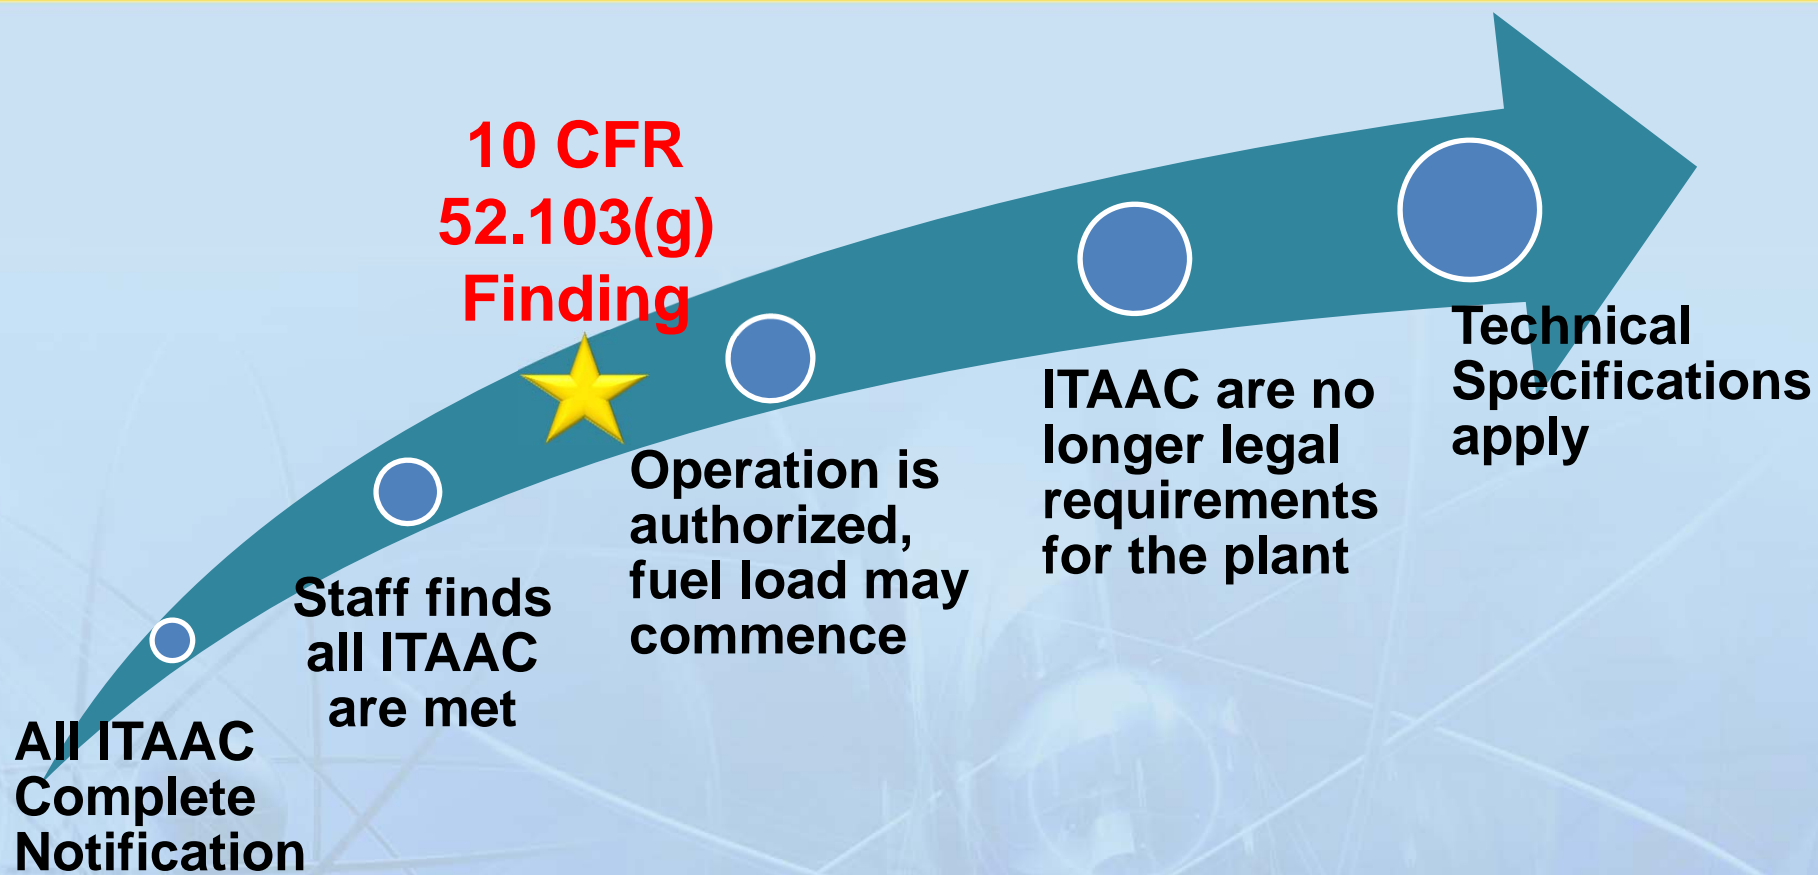 10 CFR
52.103(g)
Finding
All ITAAC
Complete
Notification
Staff finds
all ITAAC
are met
Operation is
authorized,
fuel load may
commence
ITAAC are no
longer legal
requirements
for the plant
Technical
Specifications
apply